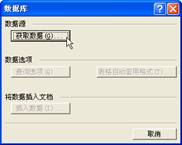 数据库
数据源
获取数据(G)...
数据选项
查询选项(Q)... 表格自动套用格式(T)...
将数据插入文档
插入数据(I)...
取消